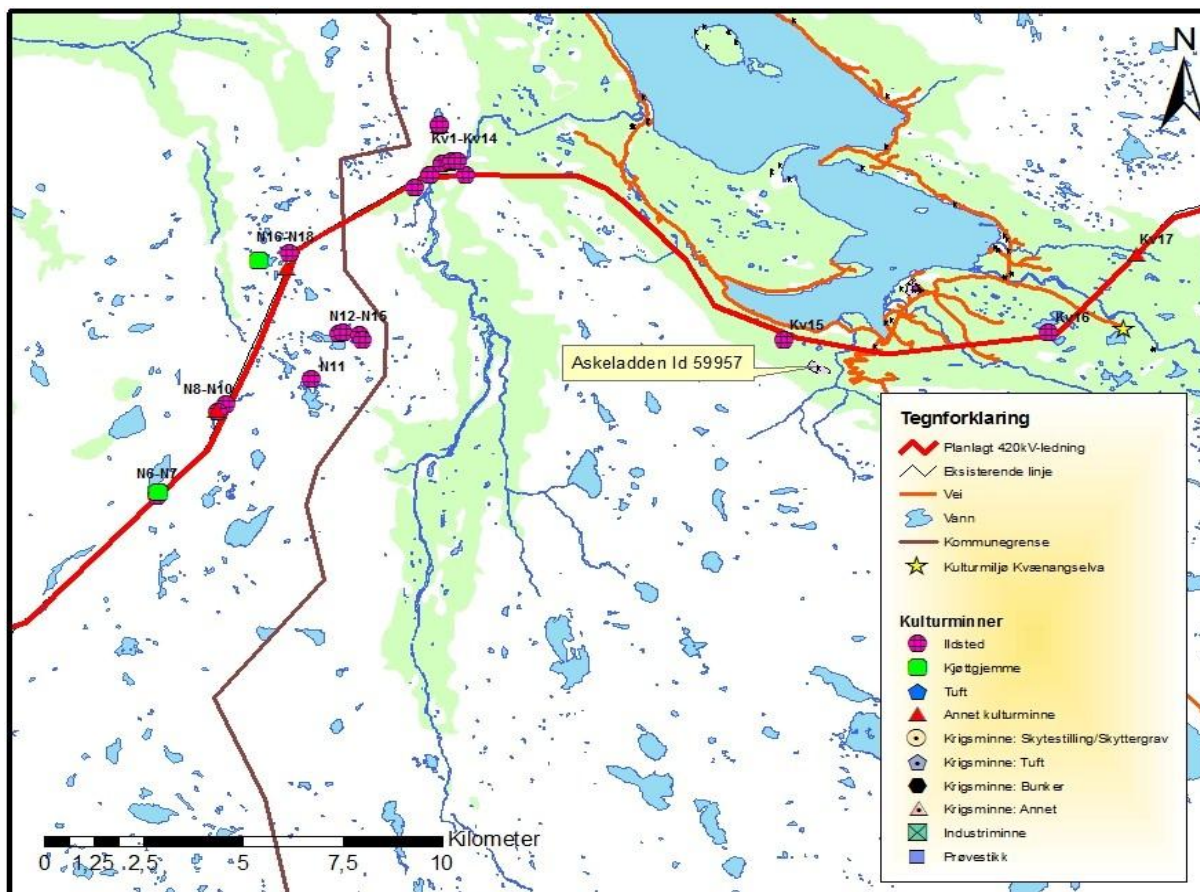 N
Kv1-Kv14
N16-N18
Kv17
N12-N15
Kv15
Kv16
Askeladden Id 59957
N11
N8-N10
N6-N7
Tegnforklaring
Planlagt 420kV-ledning
Eksisterende linje
Vei
Vann
Kommunegrense
Kulturmiljø Kvænangselva
Kulturminner
Ildsted
Kjøttgjemme
Tuft
Annet kulturminne
Krigsminne: Skytestilling/Skyttergrav
Krigsminne: Tuft
Krigsminne: Bunker
Krigsminne: Annet
Industriminne
Prøvestikk
Kilometer
0 1,25 2,5 5 7,5 10